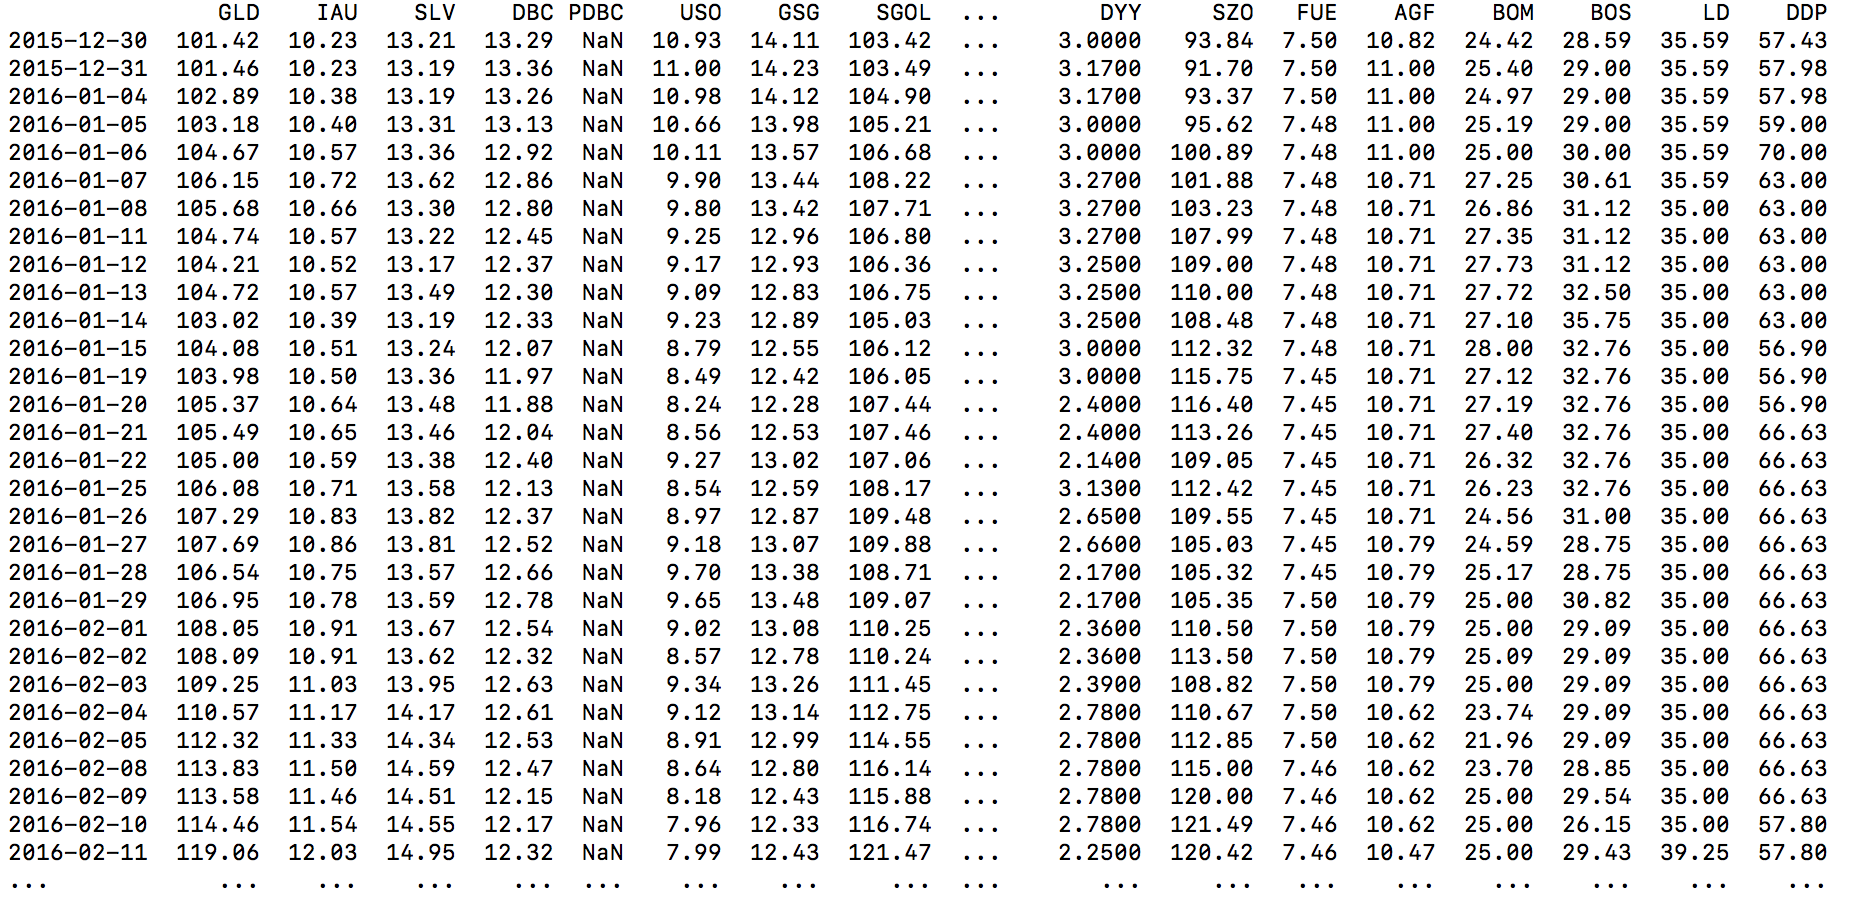 GLD IAU SLV DBC PDBC USO GSG SGOL ... DYY SZO FUE AGF BOM BOS LD DDP
2015-12-30 101.42 10.23 13.21 13.29 NaN 10.93 14.11 103.42 ... 3.0000 93.84 7.50 10.82 24.42 28.59 35.59 57.43
2015-12-31 101.46 10.23 13.19 13.36 NaN 11.00 14.23 103.49 ... 3.1700 91.70 7.50 11.00 25.40 29.00 35.59 57.98
2016-01-04 102.89 10.38 13.19 13.26 NaN 10.98 14.12 104.90 ... 3.1700 93.37 7.50 11.00 24.97 29.00 35.59 57.98
2016-01-05 103.18 10.40 13.31 13.13 NaN 10.66 13.98 105.21 ... 3.0000 95.62 7.48 11.00 25.19 29.00 35.59 59.00
2016-01-06 104.67 10.57 13.36 12.92 NaN 10.11 13.57 106.68 ... 3.0000 100.89 7.48 11.00 25.00 30.00 35.59 70.00
2016-01-07 106.15 10.72 13.62 12.86 NaN 9.90 13.44 108.22 ... 3.2700 101.88 7.48 10.71 27.25 30.61 35.59 63.00
2016-01-08 105.68 10.66 13.30 12.80 NaN 9.80 13.42 107.71 ... 3.2700 103.23 7.48 10.71 26.86 31.12 35.00 63.00
2016-01-11 104.74 10.57 13.22 12.45 NaN 9.25 12.96 106.80 ... 3.2700 107.99 7.48 10.71 27.35 31.12 35.00 63.00
2016-01-12 104.21 10.52 13.17 12.37 NaN 9.17 12.93 106.36 ... 3.2500 109.00 7.48 10.71 27.73 31.12 35.00 63.00
2016-01-13 104.72 10.57 13.49 12.30 NaN 9.09 12.83 106.75 ... 3.2500 110.00 7.48 10.71 27.72 32.50 35.00 63.00
2016-01-14 103.02 10.39 13.19 12.33 NaN 9.23 12.89 105.03 ... 3.2500 108.48 7.48 10.71 27.10 35.75 35.00 63.00
2016-01-15 104.08 10.51 13.24 12.07 NaN 8.79 12.55 106.12 ... 3.0000 112.32 7.48 10.71 28.00 32.76 35.00 56.90
2016-01-19 103.98 10.50 13.36 11.97 NaN 8.49 12.42 106.05 ... 3.0000 115.75 7.45 10.71 27.12 32.76 35.00 56.90
2016-01-20 105.37 10.64 13.48 11.88 NaN 8.24 12.28 107.44 ... 2.4000 116.40 7.45 10.71 27.19 32.76 35.00 56.90
2016-01-21 105.49 10.65 13.46 12.04 NaN 8.56 12.53 107.46 ... 2.4000 113.26 7.45 10.71 27.40 32.76 35.00 66.63
2016-01-22 105.00 10.59 13.38 12.40 NaN 9.27 13.02 107.06 ... 2.1400 109.05 7.45 10.71 26.32 32.76 35.00 66.63
2016-01-25 106.08 10.71 13.58 12.13 NaN 8.54 12.59 108.17 ... 3.1300 112.42 7.45 10.71 26.23 32.76 35.00 66.63
2016-01-26 107.29 10.83 13.82 12.37 NaN 8.97 12.87 109.48 ... 2.6500 109.55 7.45 10.71 24.56 31.00 35.00 66.63
2016-01-27 107.69 10.86 13.81 12.52 NaN 9.18 13.07 109.88 ... 2.6600 105.03 7.45 10.79 24.59 28.75 35.00 66.63
2016-01-28 106.54 10.75 13.57 12.66 NaN 9.70 13.38 108.71 ... 2.1700 105.32 7.45 10.79 25.17 28.75 35.00 66.63
2016-01-29 106.95 10.78 13.59 12.78 NaN 9.65 13.48 109.07 ... 2.1700 105.35 7.50 10.79 25.00 30.82 35.00 66.63
2016-02-01 108.05 10.91 13.67 12.54 NaN 9.02 13.08 110.25 ... 2.3600 110.50 7.50 10.79 25.00 29.09 35.00 66.63
2016-02-02 108.09 10.91 13.62 12.32 NaN 8.57 12.78 110.24 ... 2.3600 113.50 7.50 10.79 25.09 29.09 35.00 66.63
2016-02-03 109.25 11.03 13.95 12.63 NaN 9.34 13.26 111.45 ... 2.3900 108.82 7.50 10.79 25.00 29.09 35.00 66.63
2016-02-04 110.57 11.17 14.17 12.61 NaN 9.12 13.14 112.75 ... 2.7800 110.67 7.50 10.62 23.74 29.09 35.00 66.63
2016-02-05 112.32 11.33 14.34 12.53 NaN 8.91 12.99 114.55 ... 2.7800 112.85 7.50 10.62 21.96 29.09 35.00 66.63
2016-02-08 113.83 11.50 14.59 12.47 NaN 8.64 12.80 116.14 ... 2.7800 115.00 7.46 10.62 23.70 28.85 35.00 66.63
2016-02-09 113.58 11.46 14.51 12.15 NaN 8.18 12.43 115.88 ... 2.7800 120.00 7.46 10.62 25.00 29.54 35.00 66.63
2016-02-10 114.46 11.54 14.55 12.17 NaN 7.96 12.33 116.74 ... 2.7800 121.49 7.46 10.62 25.00 26.15 35.00 57.80
2016-02-11 119.06 12.03 14.95 12.32 NaN 7.99 12.43 121.47 ... 2.2500 120.42 7.46 10.47 25.00 29.43 39.25 57.80
... ... ... ... ... ... ... ... ... ... ... ... ... ... ... ... ... ...